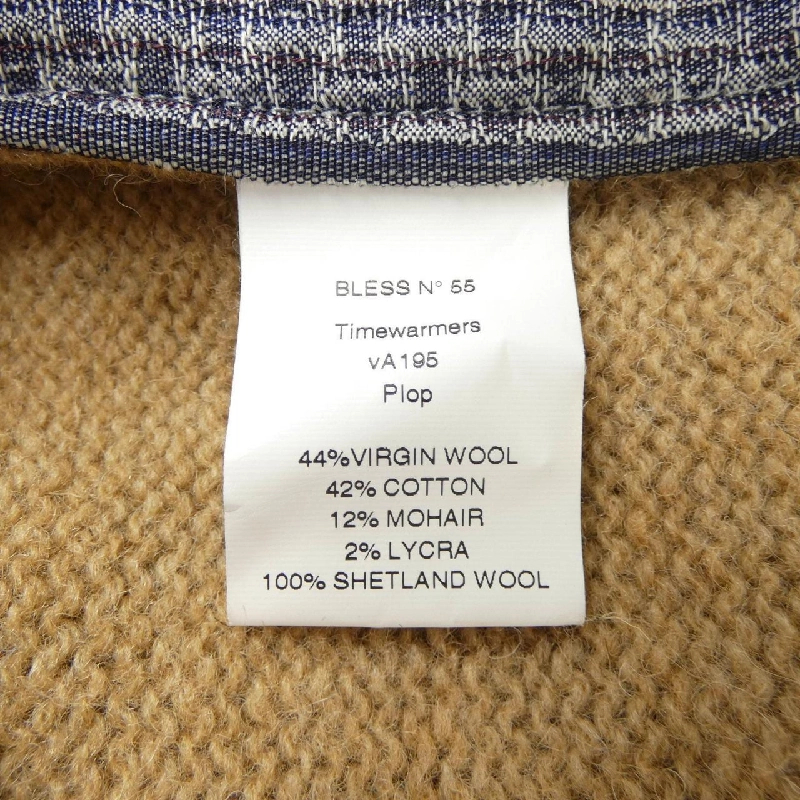 BLESS N° 55
Timewarmers
vA195
Plop
44%VIRGIN WOOL
42% COTTON
12% MOHAIR
2% LYCRA
100% SHETLAND WOOL